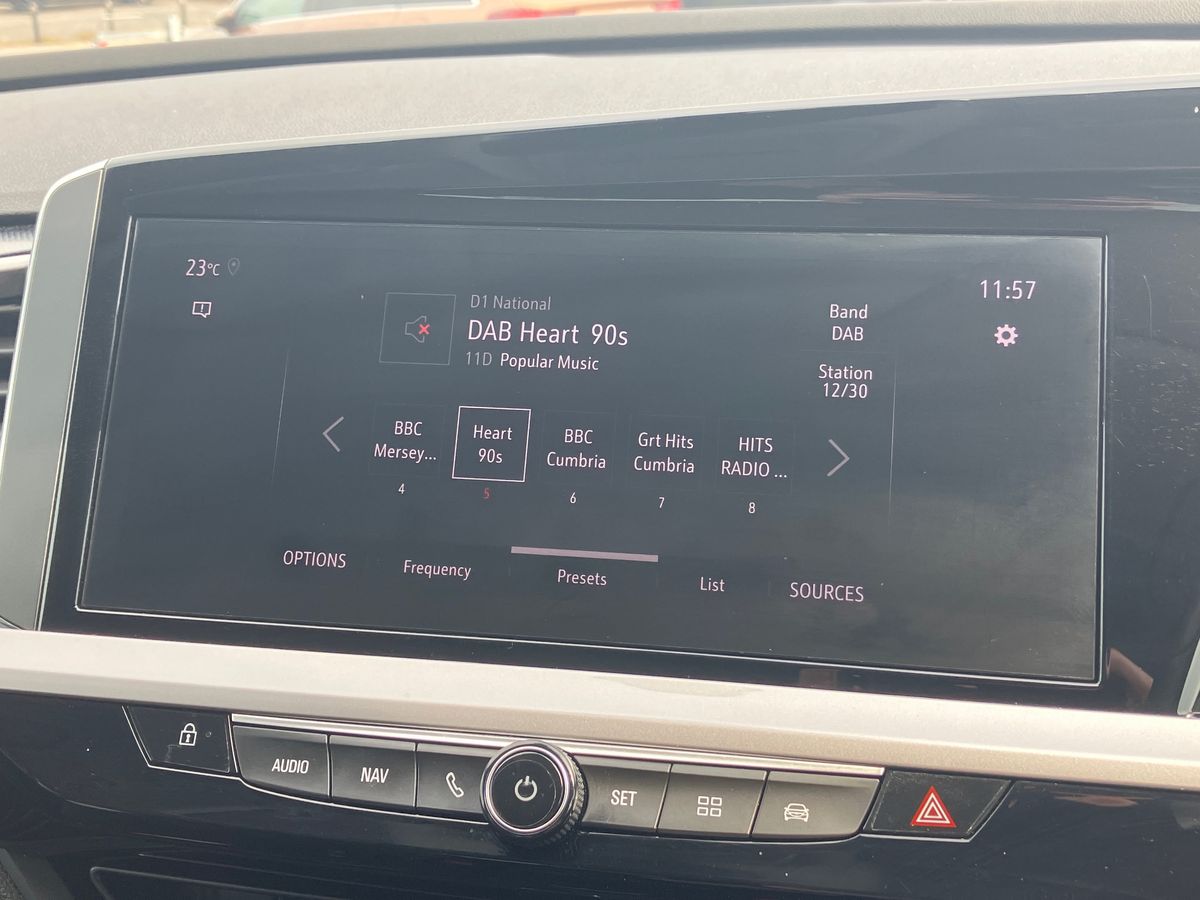 23°C
11:57
D1 National
DAB Heart 90s
11D Popular Music
Band
DAB
Station
12/30
BBC
Mersey...
4
Heart
90s
5
BBC
Cumbria
6
Grt Hits
Cumbria
7
HITS
RADIO ...
8
OPTIONS
Frequency
Presets
List
SOURCES
AUDIO
NAV
SET